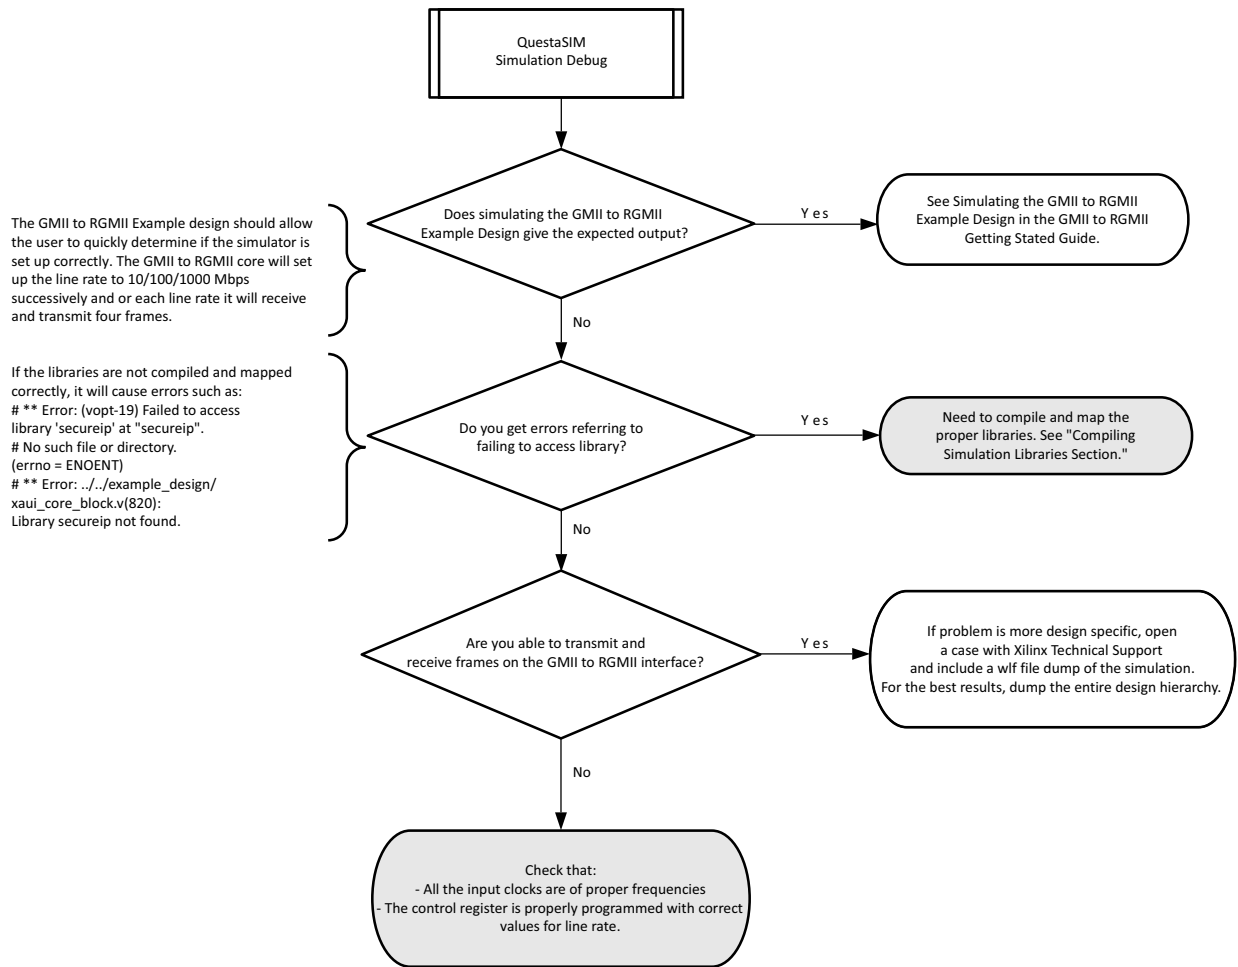 QuestaSIM
Simulation Debug
Does simulating the GMII to RGMII
Example Design give the expected output?
Yes
See Simulating the GMII to RGMII
Example Design in the GMII to RGMII
Getting Stated Guide.
The GMII to RGMII Example design should allow
the user to quickly determine if the simulator is
set up correctly. The GMII to RGMII core will set
up the line rate to 10/100/1000 Mbps
successively and or each line rate it will receive
and transmit four frames.
No
If the libraries are not compiled and mapped
correctly, it will cause errors such as:
# ** Error: (vopt-19) Failed to access
library 'secureip' at "secureip".
# No such file or directory.
(errno = ENOENT)
# ** Error: ../../example_design/
xaui_core_block.v(820):
Library secureip not found.
Do you get errors referring to
failing to access library?
Yes
Need to compile and map the
proper libraries. See "Compiling
Simulation Libraries Section."
No
Are you able to transmit and
receive frames on the GMII to RGMII interface?
Yes
If problem is more design specific, open
a case with Xilinx Technical Support
and include a wlf file dump of the simulation.
For the best results, dump the entire design hierarchy.
No
Check that:
- All the input clocks are of proper frequencies
- The control register is properly programmed with correct
values for line rate.